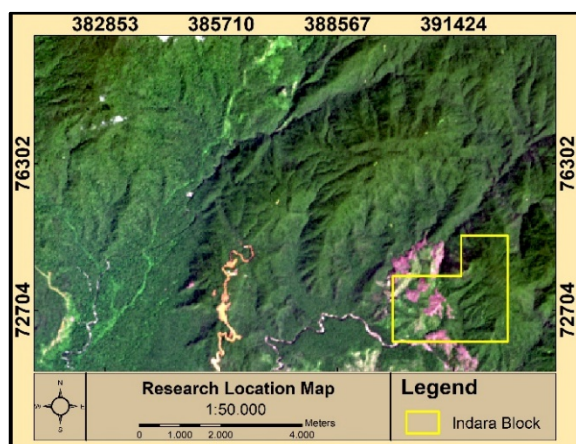 382853 385710 388567 391424
76302
76302
72704
72704
N
W E
S
Research Location Map
1:50.000
Meters
0 1.000 2.000 4.000
Legend
Indara Block